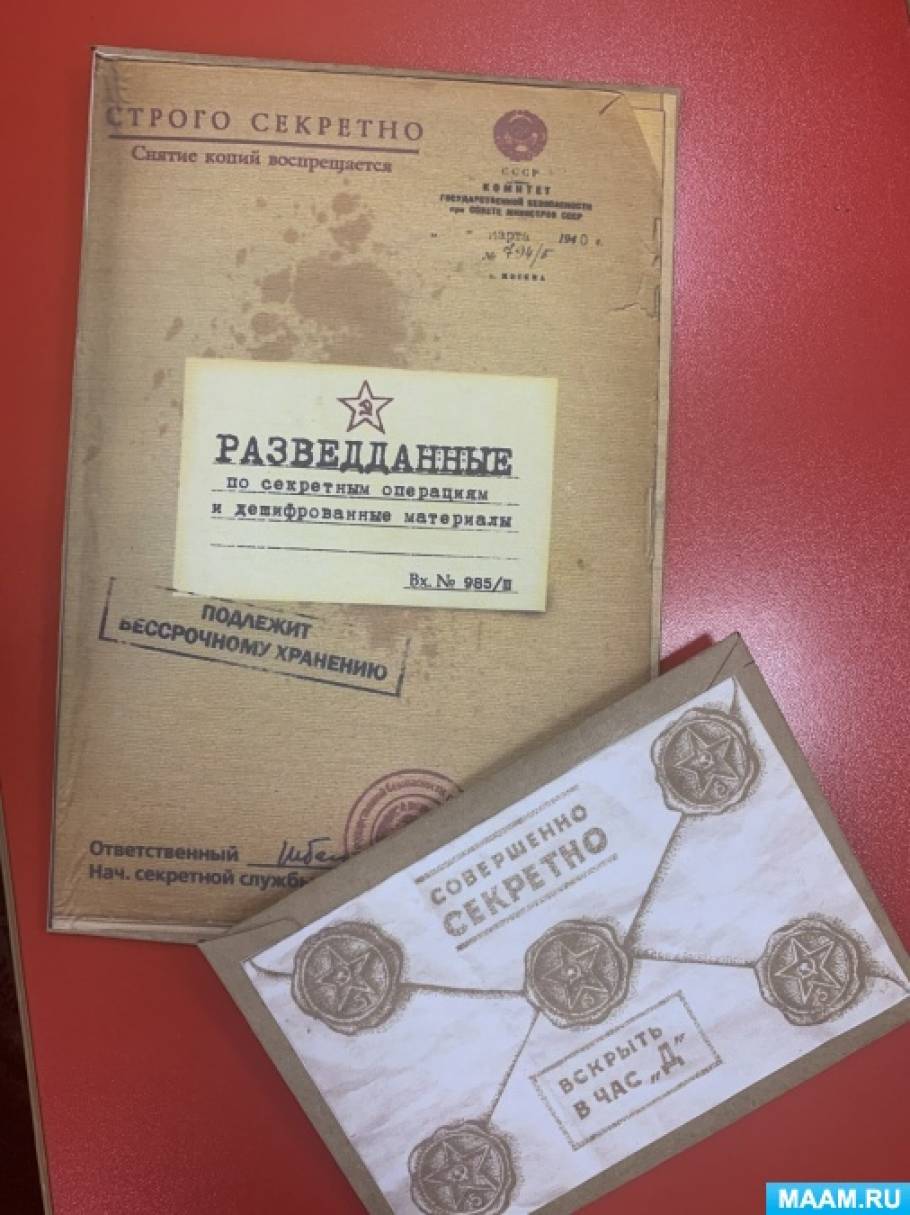 СТРОГО СЕКРЕТНО
Снятие копий воспрещается
СССР
КОМИТЕТ
ГОСУДАРСТВЕННОЙ БЕЗОПАСНОСТИ
при СОВЕТЕ МИНИСТРОВ СССР
" " марта 1940 г.
№ 794/5
г. МОСКВА
РАЗВЕДДАННЫЕ
по секретным операциям
и дешифрованные материалы
Вх. № 985/II
ПОДЛЕЖИТ
БЕССРОЧНОМУ ХРАНЕНИЮ
Ответственный
Нач. секретной службы
СОВЕРШЕННО
СЕКРЕТНО
ВСКРЫТЬ
В ЧАС „Д"
MAAM.RU